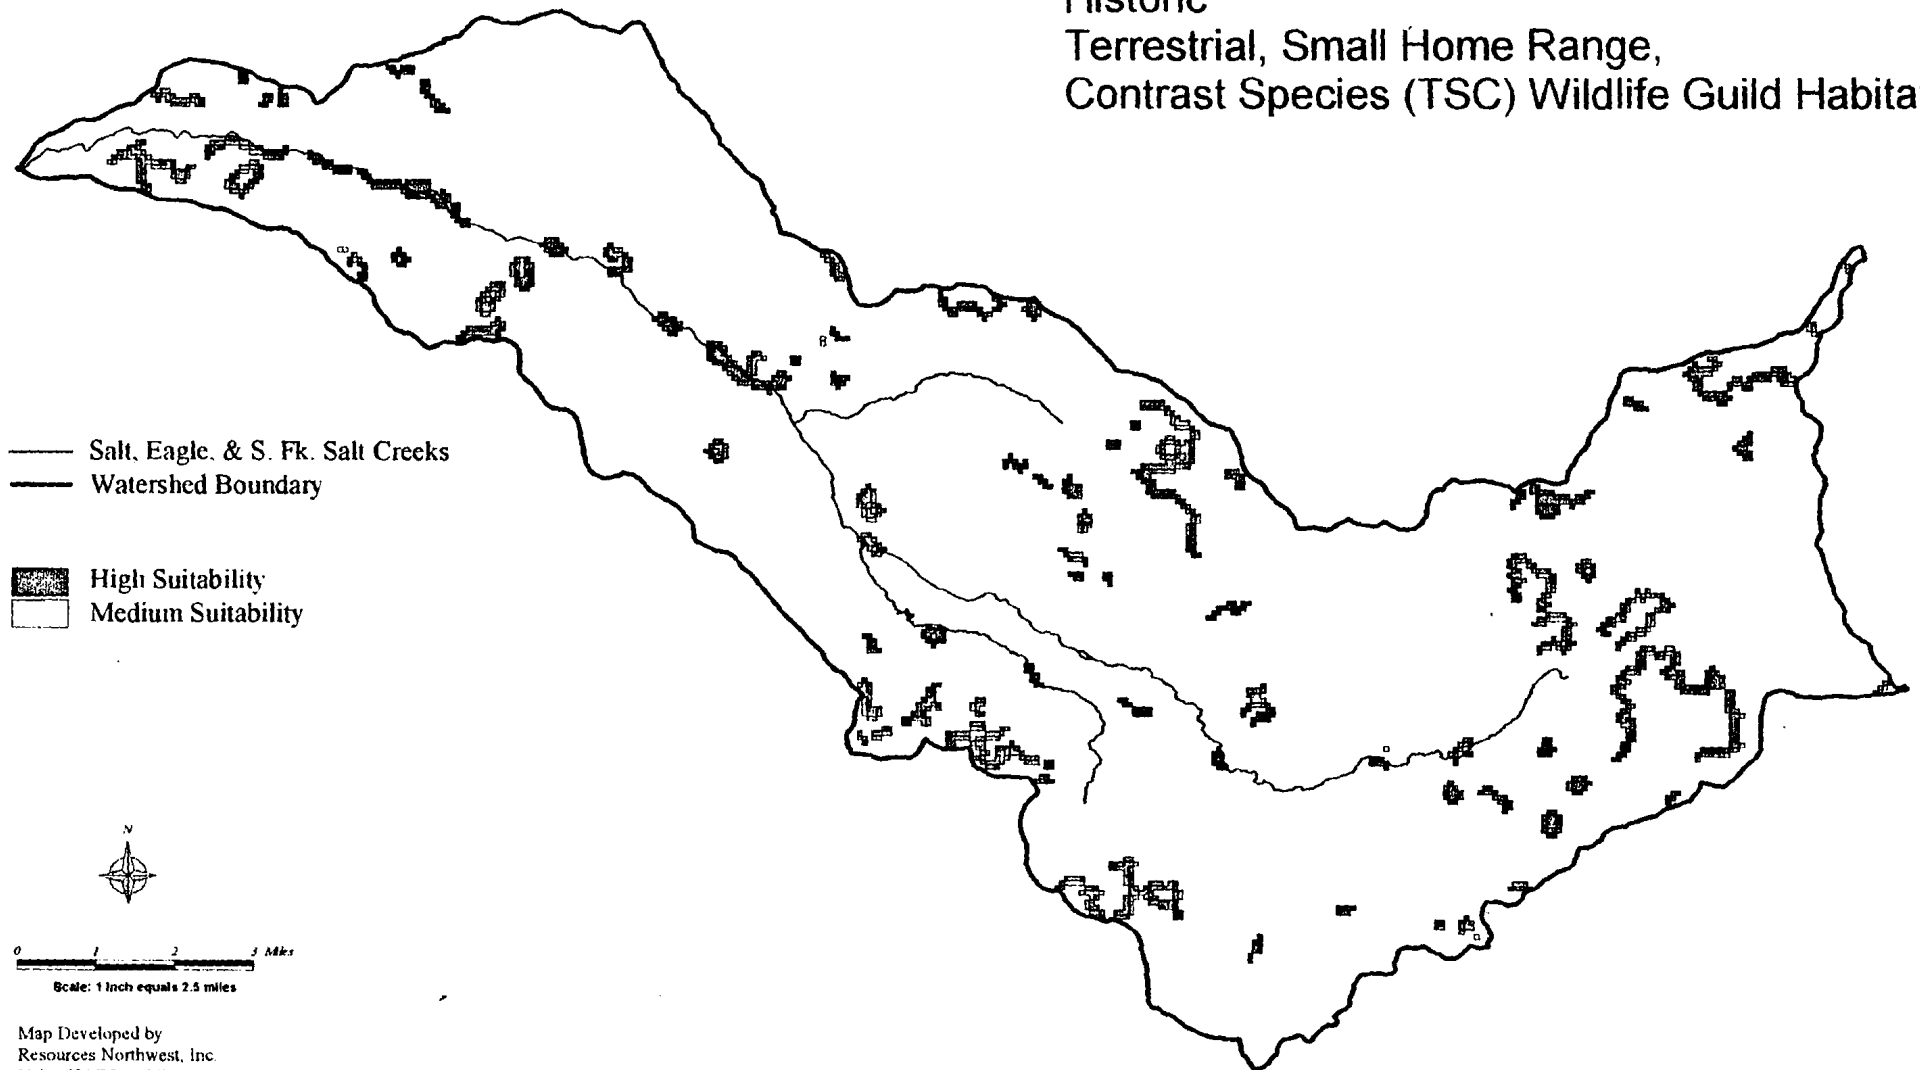 Historic
Terrestrial, Small Home Range,
Contrast Species (TSC) Wildlife Guild Habita
Salt, Eagle, & S. Fk. Salt Creeks
Watershed Boundary
High Suitability
Medium Suitability
N
0 1 2 3 Miles
Scale: 1 Inch equals 2.5 miles
Map Developed by
Resources Northwest, Inc.